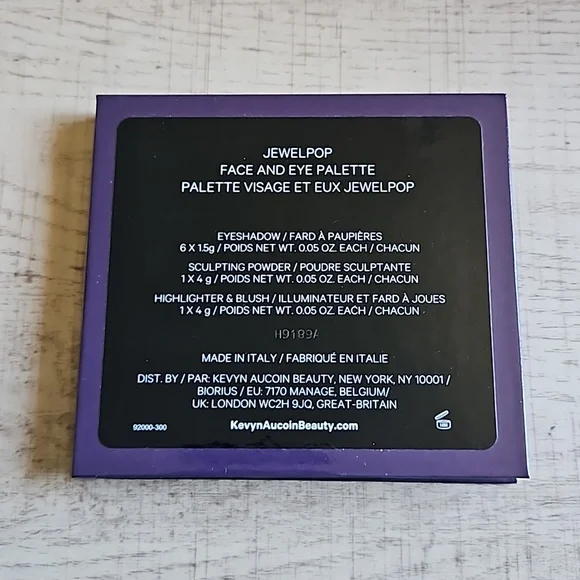 JEWELPOP
FACE AND EYE PALETTE
PALETTE VISAGE ET EUX JEWELPOP
EYESHADOW / FARD À PAUPIÈRES
6 X 1.5g / POIDS NET WT. 0.05 OZ. EACH / CHACUN
SCULPTING POWDER / POUDRE SCULPTANTE
1 X 4 g / POIDS NET WT. 0.05 OZ. EACH / CHACUN
HIGHLIGHTER & BLUSH / ILLUMINATEUR ET FARD À JOUES
1 X 4 g / POIDS NET WT. 0.05 OZ. EACH / CHACUN
H9189A
MADE IN ITALY / FABRIQUÉ EN ITALIE
DIST. BY / PAR: KEVYN AUCOIN BEAUTY, NEW YORK, NY 10001 /
BIORIUS / EU: 7170 MANAGE, BELGIUM/
UK: LONDON WC2H 9JQ, GREAT-BRITAIN
92000-300
KevynAucoinBeauty.com